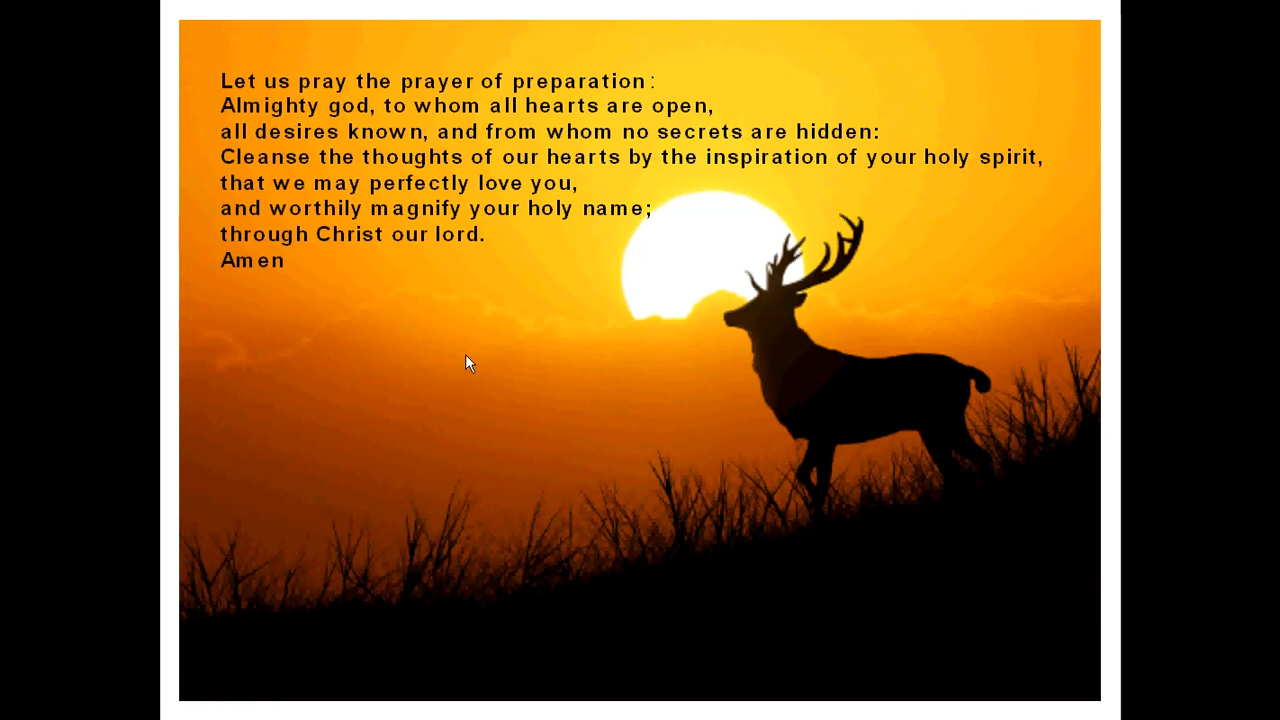 Let us pray the prayer of preparation:
Almighty god, to whom all hearts are open,
all desires known, and from whom no secrets are hidden:
Cleanse the thoughts of our hearts by the inspiration of your holy spirit,
that we may perfectly love you,
and worthily magnify your holy name;
through Christ our lord.
Amen